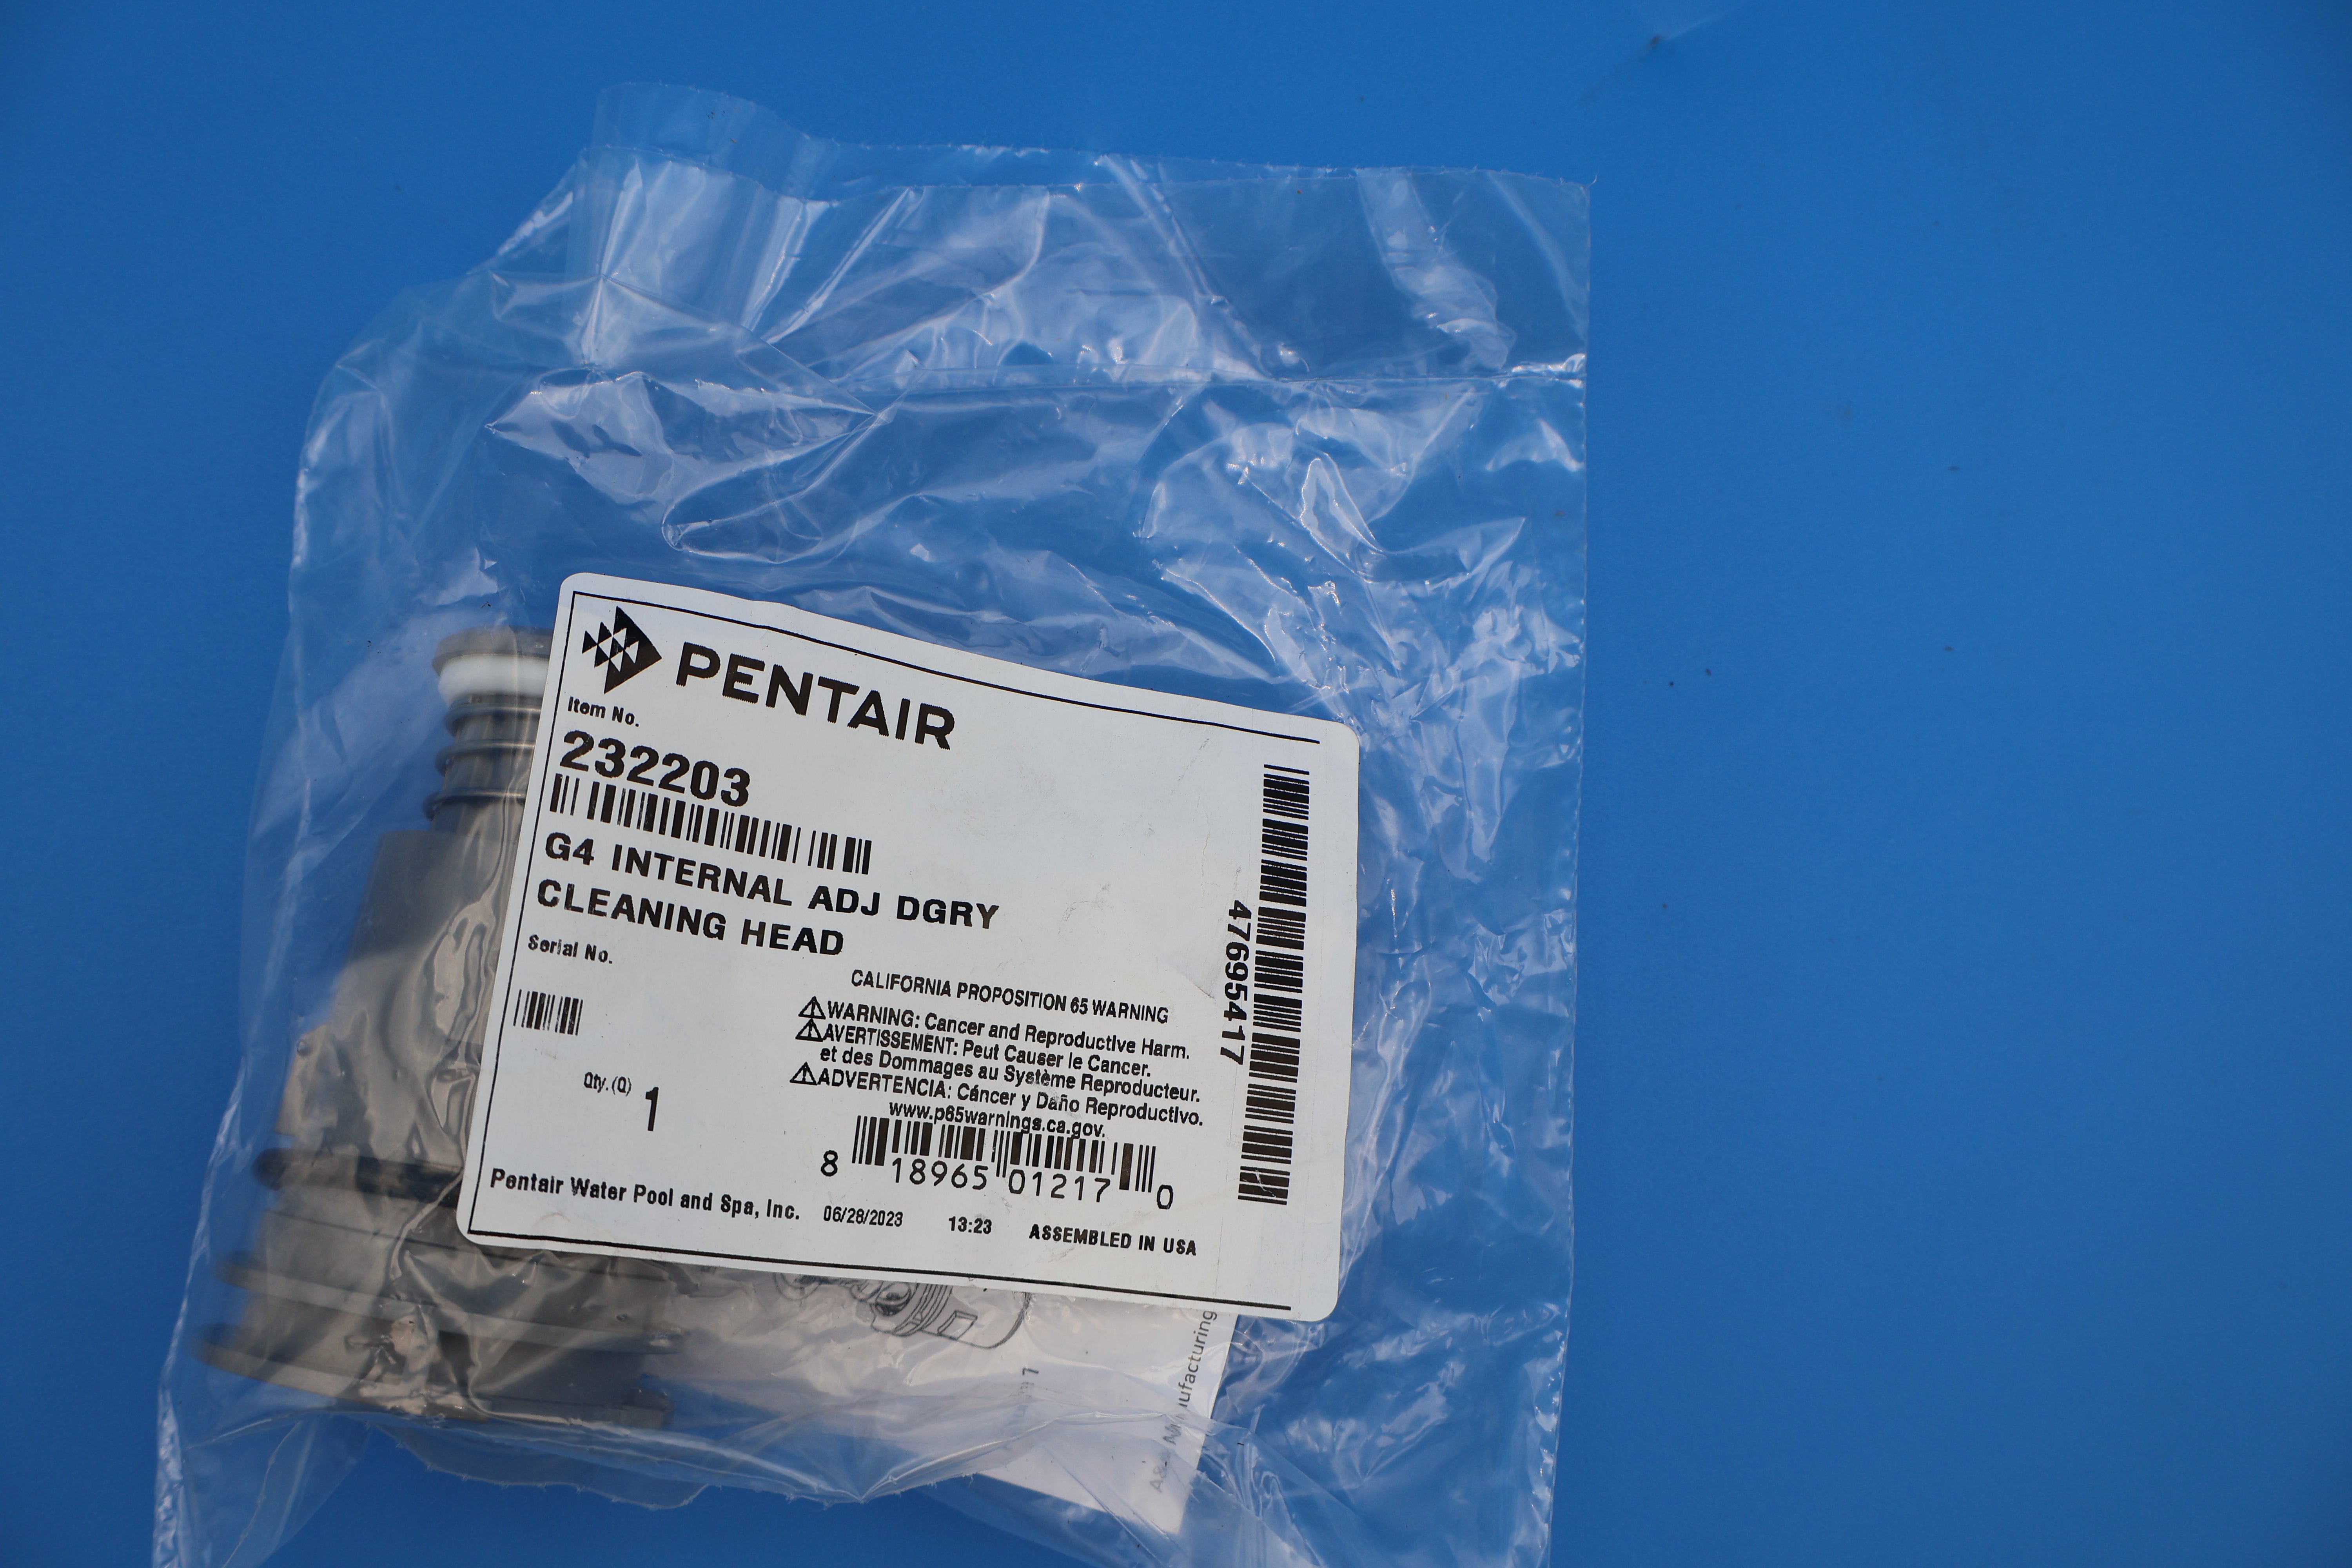 PENTAIR
Item No.
232203
G4 INTERNAL ADJ DGRY
CLEANING HEAD
Serial No.
CALIFORNIA PROPOSITION 65 WARNING
WARNING: Cancer and Reproductive Harm.
AVERTISSEMENT: Peut Causer le Cancer.
et des Dommages au Système Reproducteur.
ADVERTENCIA: Cáncer y Daño Reproductivo.
www.p65warnings.ca.gov.
Qty.(Q) 1
8 18965 01217 0
Pentair Water Pool and Spa, Inc. 06/28/2023 13:23 ASSEMBLED IN USA
476954​17